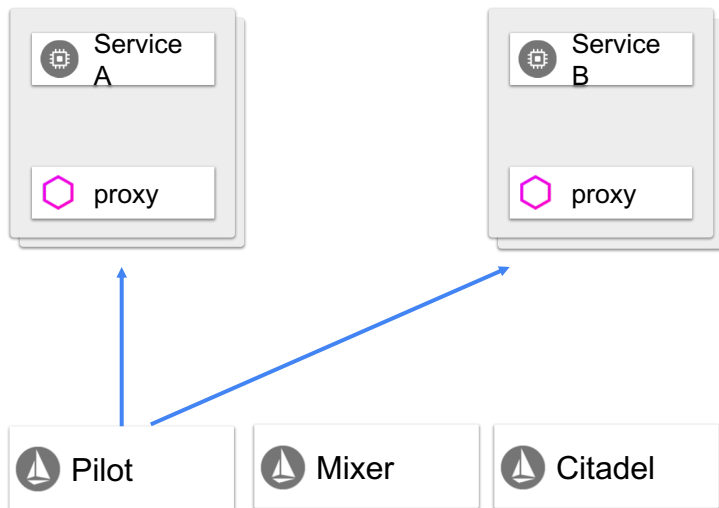 Service
A
Service
B
proxy
proxy
Pilot
Mixer
Citadel